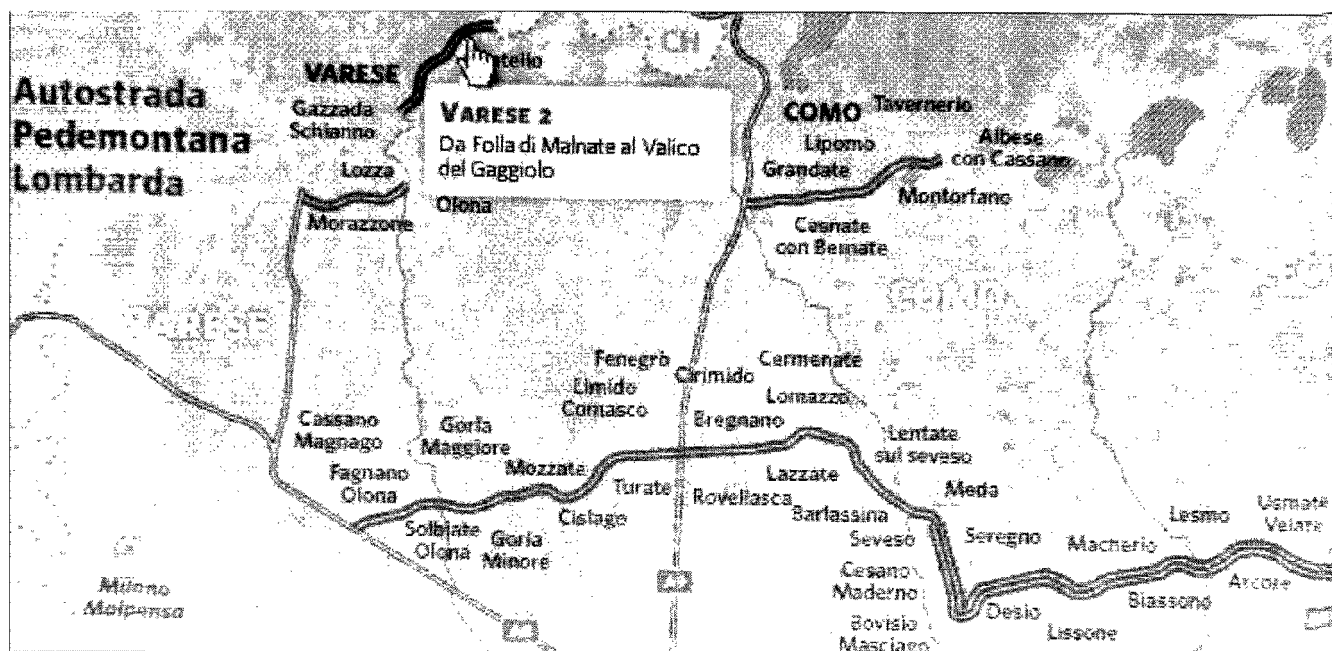 Autostrada
Pedemontana
Lombarda
VARESE
CH
Gazzada
Schianno
VARESE 2
Da Folla di Malnate al Valico
del Gaggiolo
COMO
Tavernerio
Lipomo
Albese
con Cassano
Grandate
Montorfano
Lozza
Morazzone
Olona
Casnate
con Bernate
VARESE
COMO
Fenegrò
Cirimido
Cermenate
Limido
Comasco
Lomazzo
Bregnano
Cassano
Magnago
Gorla
Maggiore
Lentate
sul seveso
Mozzate
Fagnano
Olona
Turate
Lazzate
Rovellasca
Meda
Cislago
Barlassina
Solbiate
Olona
Gorla
Minore
Seveso
Seregno
Macherio
Lesmo
Usmate
Velate
Milano
Malpensa
Cesano
Maderno
Desio
Biassono
Arcore
Bovisio
Masciago
Lissone